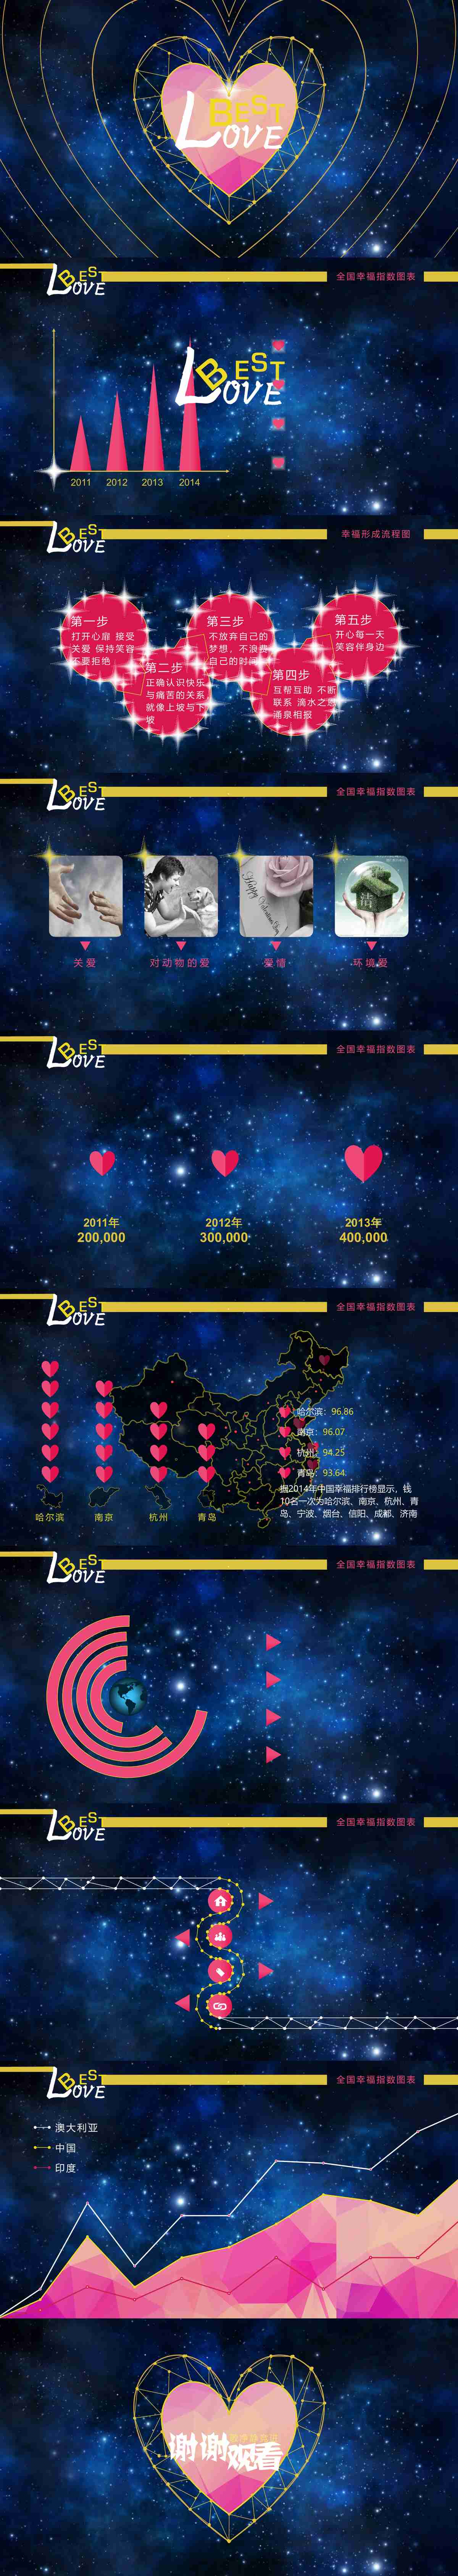 BEST
LOVE
BEST
LOVE
全国幸福指数图表
BEST
LOVE
2011 2012 2013 2014
BEST
LOVE
幸福形成流程图
第一步
打开心扉 接受
关爱 保持笑容
不要拒绝
第二步
正确认识快乐
与痛苦的关系
就像上坡与下
坡
第三步
不放弃自己的
梦想，不浪费
自己的时间
第四步
互帮互助 不断
联系 滴水之恩
涌泉相报
第五步
开心每一天
笑容伴身边
BEST
LOVE
全国幸福指数图表
Happy
Valentine's Day
关爱
对动物的爱
爱情
环境爱
BEST
LOVE
全国幸福指数图表
2011年
200,000
2012年
300,000
2013年
400,000
BEST
LOVE
全国幸福指数图表
哈尔滨：96.86
南京：96.07
杭州：94.25
青岛：93.64
据2014年中国幸福排行榜显示，钱
10名一次为哈尔滨、南京、杭州、青
岛、宁波、烟台、信阳、成都、济南
哈尔滨 南京 杭州 青岛
BEST
LOVE
全国幸福指数图表
BEST
LOVE
全国幸福指数图表
BEST
LOVE
全国幸福指数图表
澳大利亚
中国
印度
谢谢观看